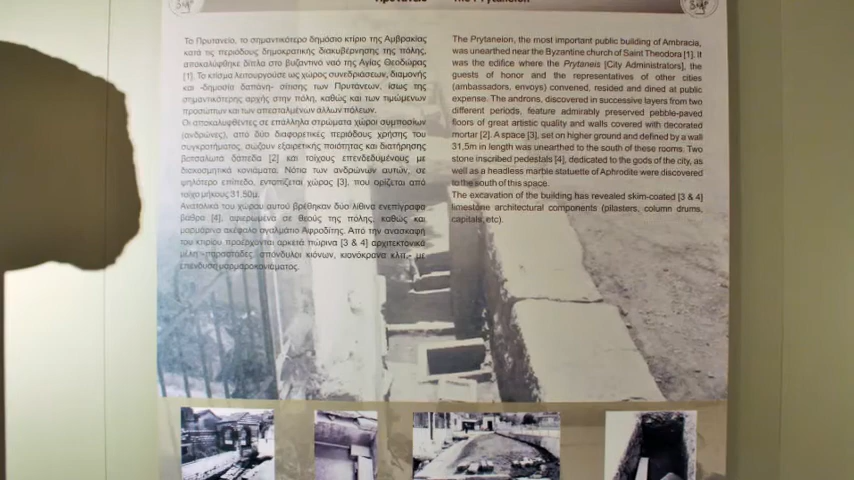 Το Πρυτανείο, το σημαντικότερο δημόσιο κτίριο της Αμβρακίας
κατά τις περιόδους δημοκρατικής διακυβέρνησης της πόλης,
αποκαλύφθηκε δίπλα στο βυζαντινό ναό της Αγίας Θεοδώρας
[1]. Το κτίσμα λειτουργούσε ως χώρος συνεδριάσεων, διαμονής
και -δημοσία δαπάνη- σίτισης των Πρυτάνεων, ίσως της
σημαντικότερης αρχής στην πόλη, καθώς και των τιμώμενων
προσώπων και των απεσταλμένων άλλων πόλεων.
Οι αποκαλυφθέντες σε επάλληλα στρώματα χώροι συμποσίων
(ανδρώνες), από δύο διαφορετικές περιόδους χρήσης του
συγκροτήματος, σώζουν εξαιρετικής ποιότητας και διατήρησης
βοτσαλωτά δάπεδα [2] και τοίχους επενδεδυμένους με
διακοσμητικά κονιάματα. Νότια των ανδρώνων αυτών, σε
ψηλότερο επίπεδο, εντοπίζεται χώρος [3], που ορίζεται από
τοίχο μήκους 31,50μ.
Ανατολικά του χώρου αυτού βρέθηκαν δύο λίθινα ενεπίγραφα
βάθρα [4], αφιερωμένα σε θεούς της πόλης, καθώς και
μαρμάρινο ακέφαλο αγαλμάτιο Αφροδίτης. Από την ανασκαφή
του κτιρίου προέρχονται αρκετά πώρινα [3 & 4] αρχιτεκτονικά
μέλη -παραστάδες, σπόνδυλοι κιόνων, κιονόκρανα κλπ.- με
επένδυση μαρμαροκονιάματος.
The Prytaneion
The Prytaneion, the most important public building of Ambracia,
was unearthed near the Byzantine church of Saint Theodora [1]. It
was the edifice where the Prytaneis [City Administrators], the
guests of honor and the representatives of other cities
(ambassadors, envoys) convened, resided and dined at public
expense. The androns, discovered in successive layers from two
different periods, feature admirably preserved pebble-paved
floors of great artistic quality and walls covered with decorated
mortar [2]. A space [3], set on higher ground and defined by a wall
31,5m in length was unearthed to the south of these rooms. Two
stone inscribed pedestals [4], dedicated to the gods of the city, as
well as a headless marble statuette of Aphrodite were discovered
to the south of this space.
The excavation of the building has revealed skim-coated [3 & 4]
limestone architectural components (pilasters, column drums,
capitals, etc).